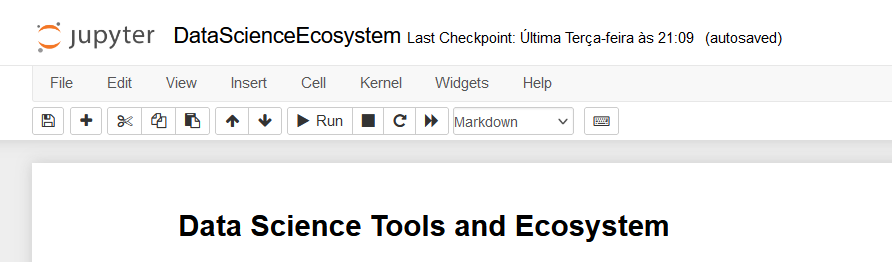 jupyter DataScienceEcosystem Last Checkpoint: Última Terça-feira às 21:09 (autosaved)
File Edit View Insert Cell Kernel Widgets Help
Run Markdown
Data Science Tools and Ecosystem